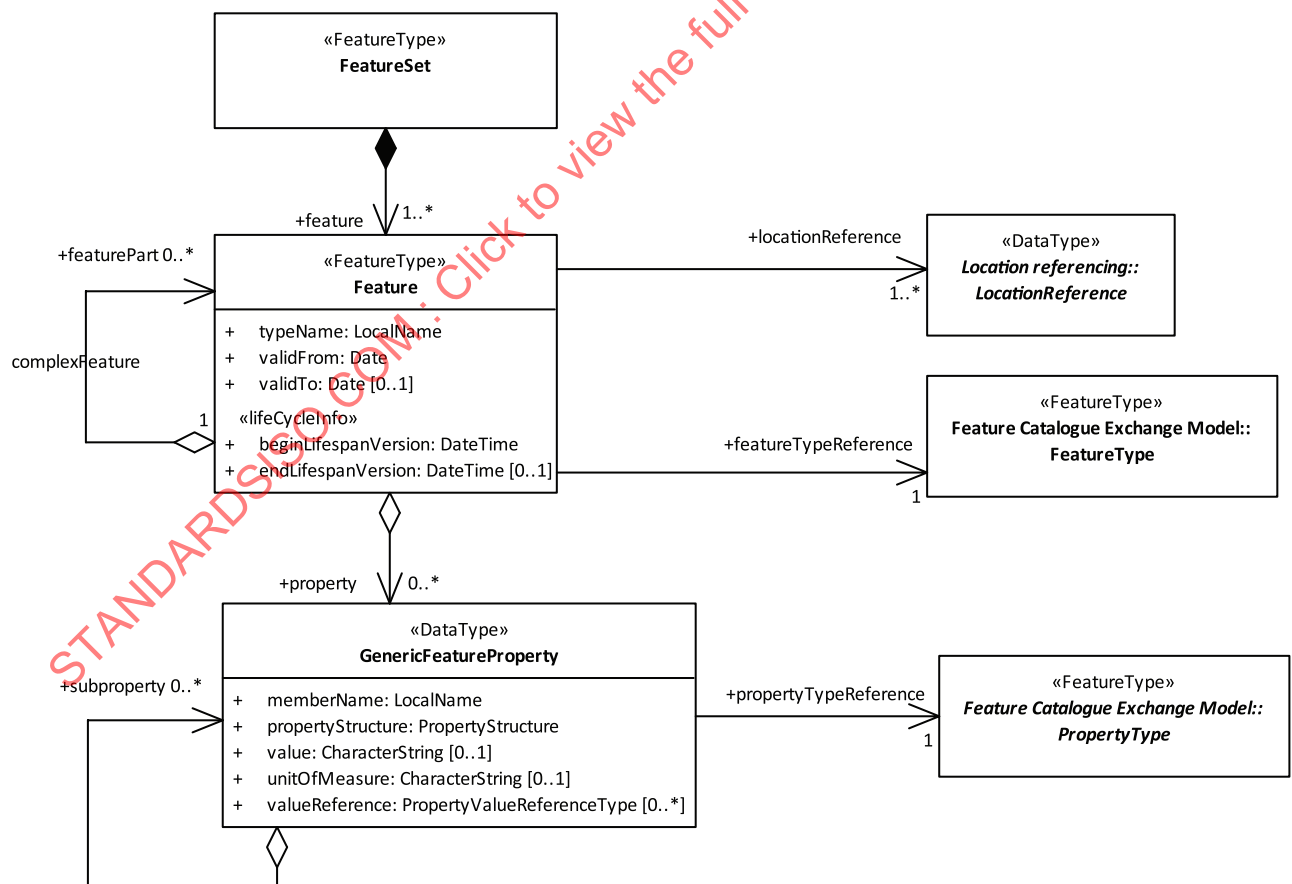 «FeatureType»
FeatureSet
+feature
1..*
+featurePart 0..*
«FeatureType»
Feature
+ typeName: LocalName
+ validFrom: Date
+ validTo: Date [0..1]
«lifeCycleInfo»
+ beginLifespanVersion: DateTime
+ endLifespanVersion: DateTime [0..1]
complexFeature
1
+locationReference
1..*
«DataType»
Location referencing::
LocationReference
+featureTypeReference
1
«FeatureType»
Feature Catalogue Exchange Model::
FeatureType
+property
0..*
«DataType»
GenericFeatureProperty
+ memberName: LocalName
+ propertyStructure: PropertyStructure
+ value: CharacterString [0..1]
+ unitOfMeasure: CharacterString [0..1]
+ valueReference: PropertyValueReferenceType [0..*]
+subproperty 0..*
+propertyTypeReference
1
«FeatureType»
Feature Catalogue Exchange Model::
PropertyType
STANDARDSISO.COM : Click to view the full